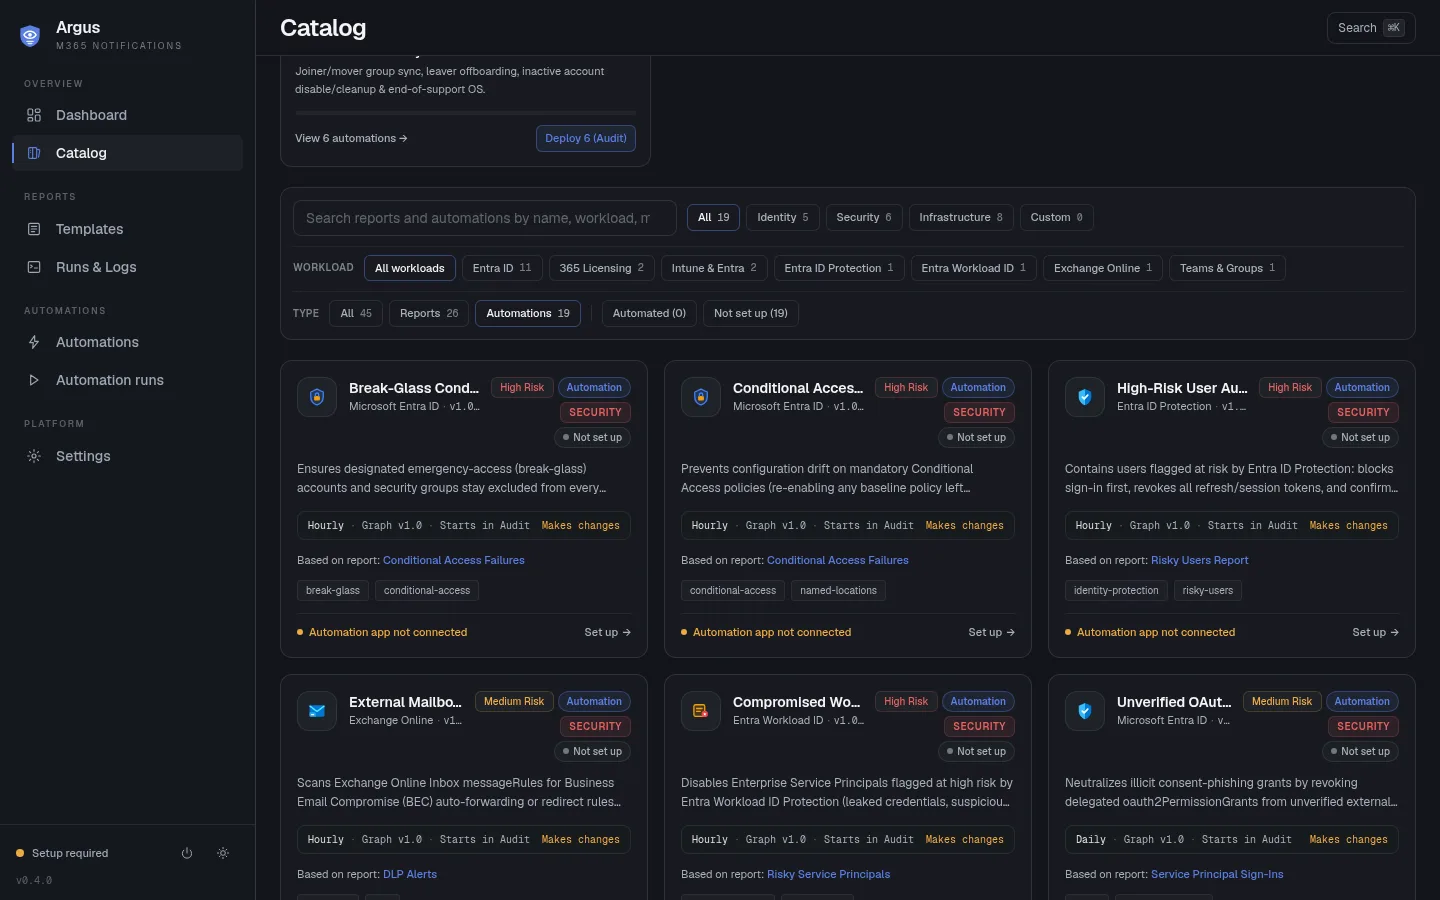 Argus
M365 NOTIFICATIONS
OVERVIEW
Dashboard
Catalog
REPORTS
Templates
Runs & Logs
AUTOMATIONS
Automations
Automation runs
PLATFORM
Settings
Setup required
v0.4.0
Catalog
Search ⌘K
Joiner/mover group sync, leaver offboarding, inactive account
disable/cleanup & end-of-support OS.
View 6 automations →
Deploy 6 (Audit)
Search reports and automations by name, workload,
All 19
Identity 5
Security 6
Infrastructure 8
Custom 0
WORKLOAD
All workloads
Entra ID 11
365 Licensing 2
Intune & Entra 2
Entra ID Protection 1
Entra Workload ID 1
Exchange Online 1
Teams & Groups 1
TYPE
All 45
Reports 26
Automations 19
Automated (0)
Not set up (19)
Break-Glass Cond...
High Risk
Automation
Microsoft Entra ID · v1.0...
SECURITY
Not set up
Ensures designated emergency-access (break-glass)
accounts and security groups stay excluded from every...
Hourly · Graph v1.0 · Starts in Audit Makes changes
Based on report: Conditional Access Failures
break-glass
conditional-access
Automation app not connected
Set up →
Conditional Acces...
High Risk
Automation
Microsoft Entra ID · v1.0...
SECURITY
Not set up
Prevents configuration drift on mandatory Conditional
Access policies (re-enabling any baseline policy left...
Hourly · Graph v1.0 · Starts in Audit Makes changes
Based on report: Conditional Access Failures
conditional-access
named-locations
Automation app not connected
Set up →
High-Risk User Au...
High Risk
Automation
Entra ID Protection · v1....
SECURITY
Not set up
Contains users flagged at risk by Entra ID Protection: blocks
sign-in first, revokes all refresh/session tokens, and confirm...
Hourly · Graph v1.0 · Starts in Audit Makes changes
Based on report: Risky Users Report
identity-protection
risky-users
Automation app not connected
Set up →
External Mailbo...
Medium Risk
Automation
Exchange Online · v1...
SECURITY
Not set up
Scans Exchange Online Inbox messageRules for Business
Email Compromise (BEC) auto-forwarding or redirect rules...
Hourly · Graph v1.0 · Starts in Audit Makes changes
Based on report: DLP Alerts
Compromised Wo...
High Risk
Automation
Entra Workload ID · v1.0...
SECURITY
Not set up
Disables Enterprise Service Principals flagged at high risk by
Entra Workload ID Protection (leaked credentials, suspiciou...
Hourly · Graph v1.0 · Starts in Audit Makes changes
Based on report: Risky Service Principals
Unverified OAut...
Medium Risk
Automation
Microsoft Entra ID · v...
SECURITY
Not set up
Neutralizes illicit consent-phishing grants by revoking
delegated oauth2PermissionGrants from unverified external...
Daily · Graph v1.0 · Starts in Audit Makes changes
Based on report: Service Principal Sign-Ins